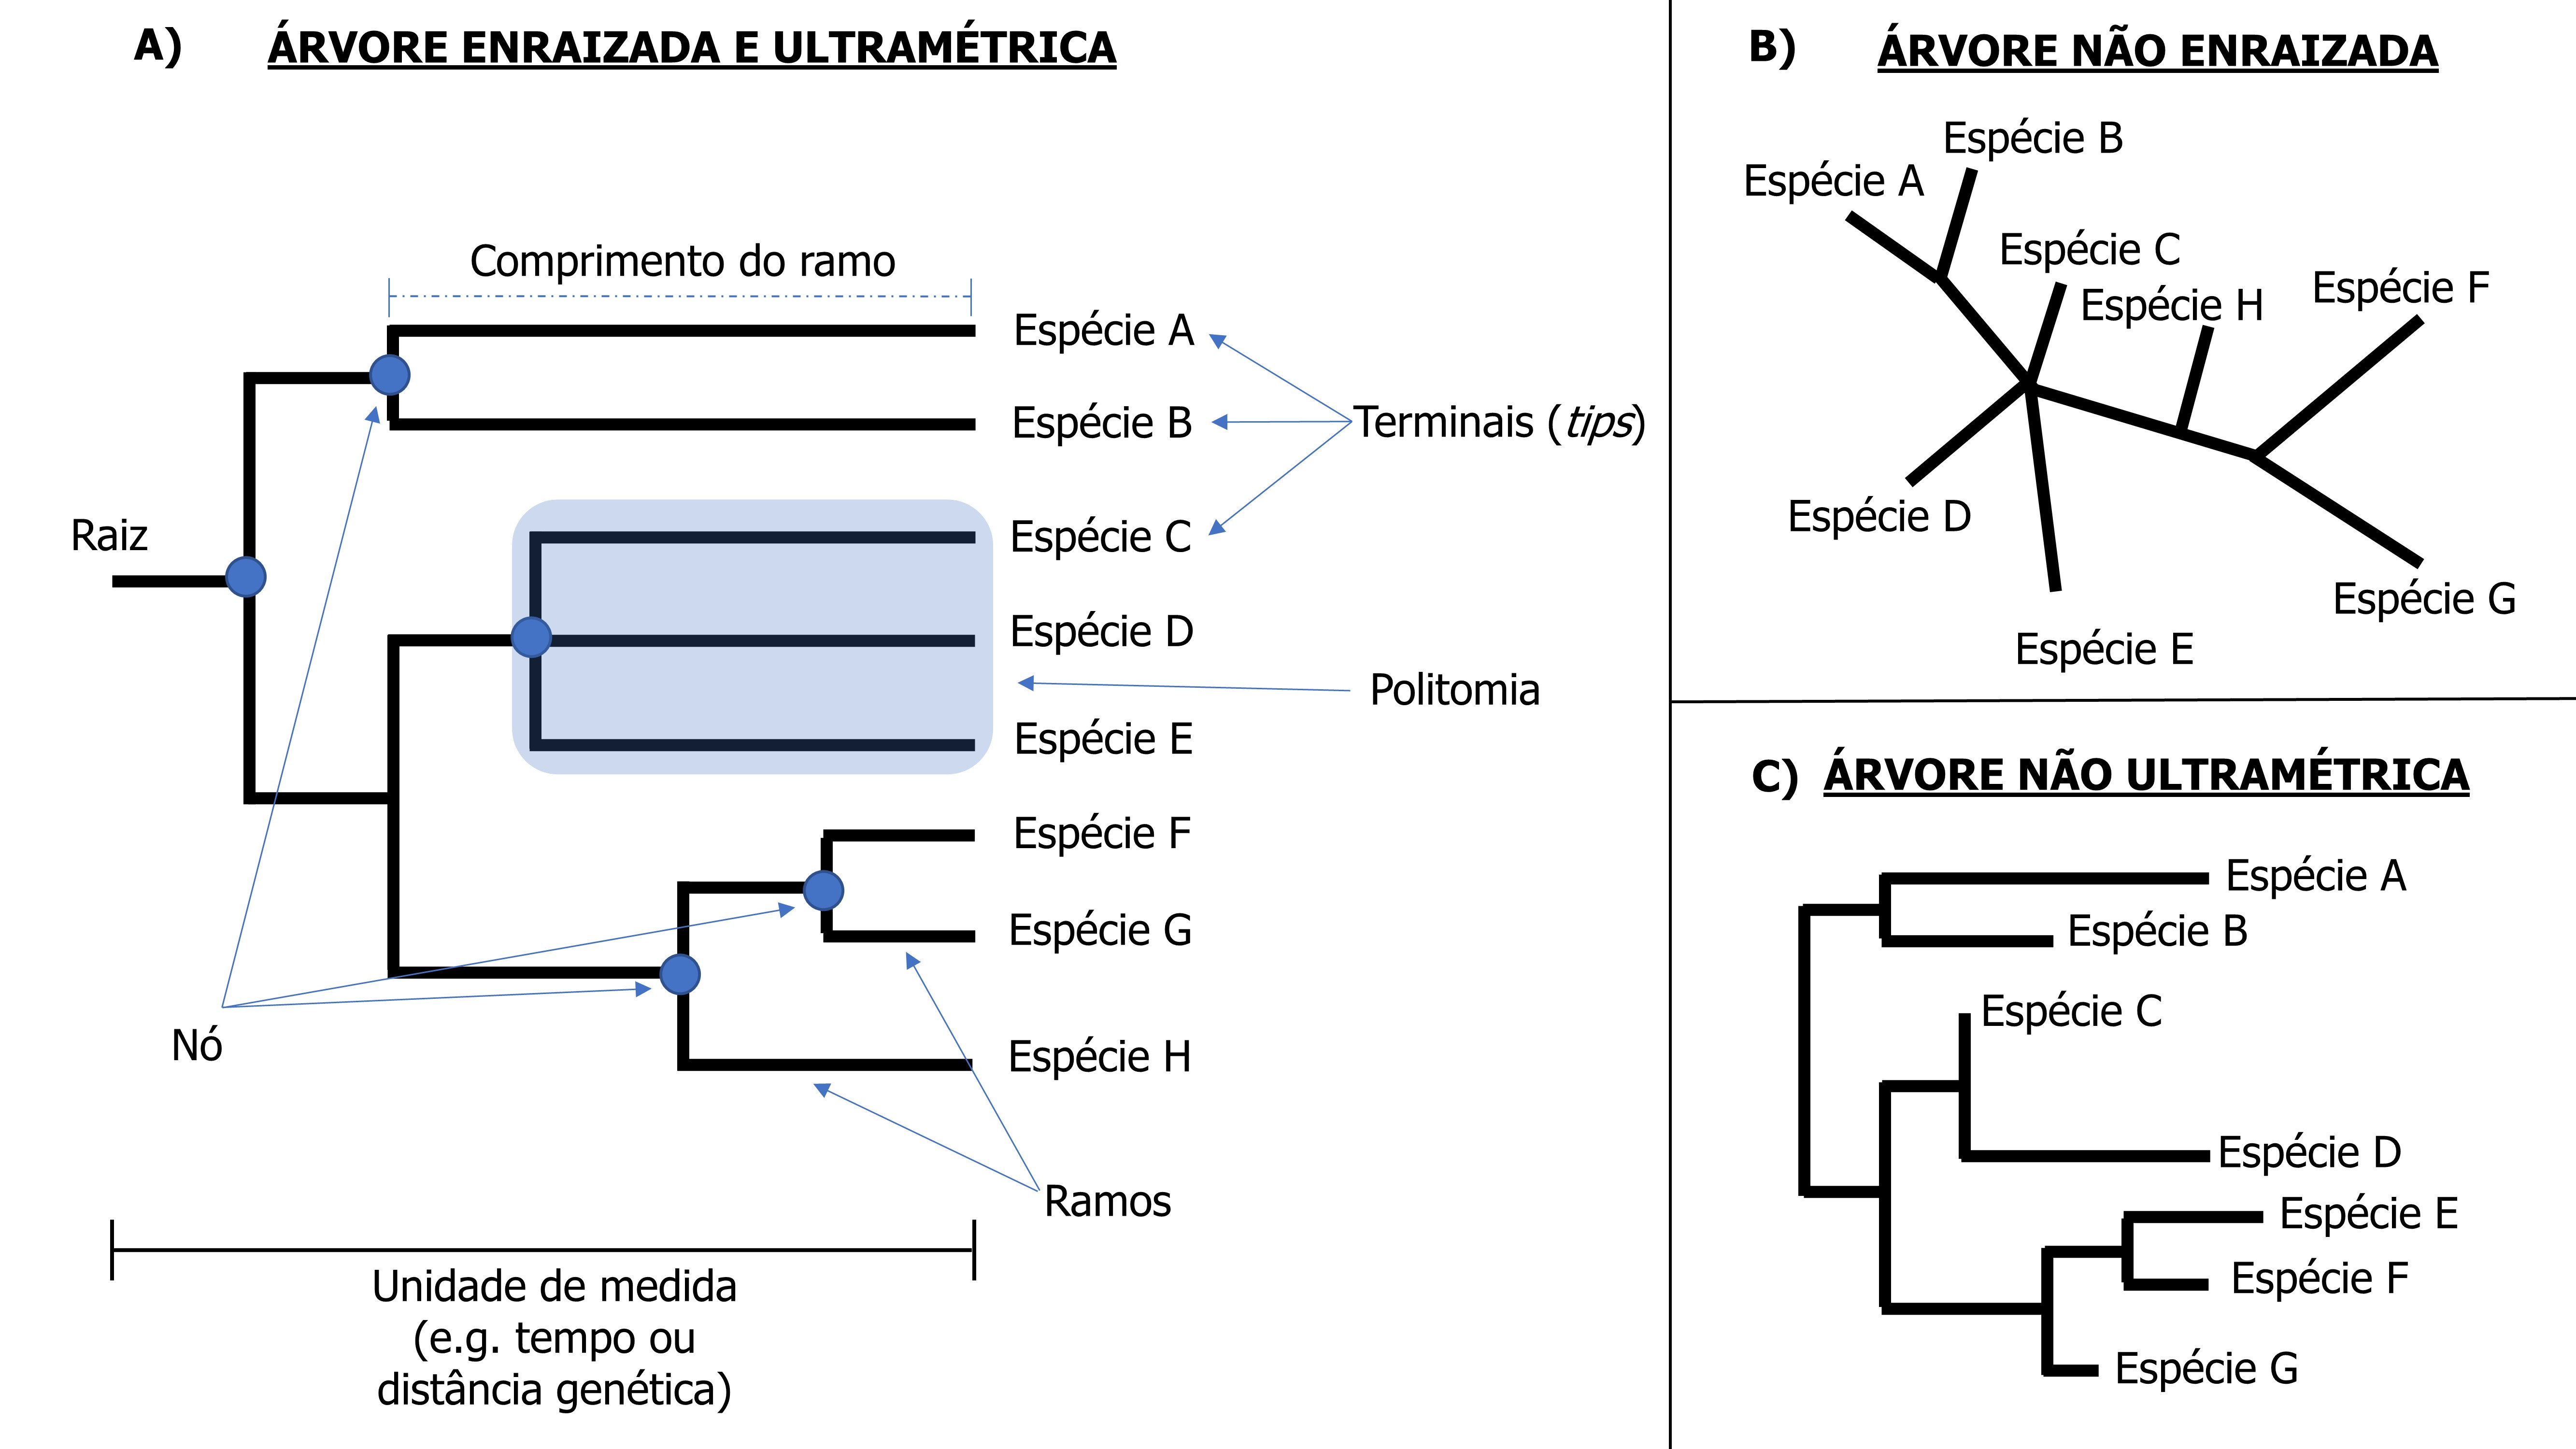 A) ÁRVORE ENRAIZADA E ULTRAMÉTRICA
Comprimento do ramo
Espécie A
Espécie B
Terminais (tips)
Espécie C
Raiz
Espécie D
Politomia
Espécie E
Espécie F
Espécie G
Nó
Espécie H
Ramos
Unidade de medida
(e.g. tempo ou
distância genética)
B) ÁRVORE NÃO ENRAIZADA
Espécie B
Espécie A
Espécie C
Espécie H
Espécie F
Espécie D
Espécie G
Espécie E
C) ÁRVORE NÃO ULTRAMÉTRICA
Espécie A
Espécie B
Espécie C
Espécie D
Espécie E
Espécie F
Espécie G